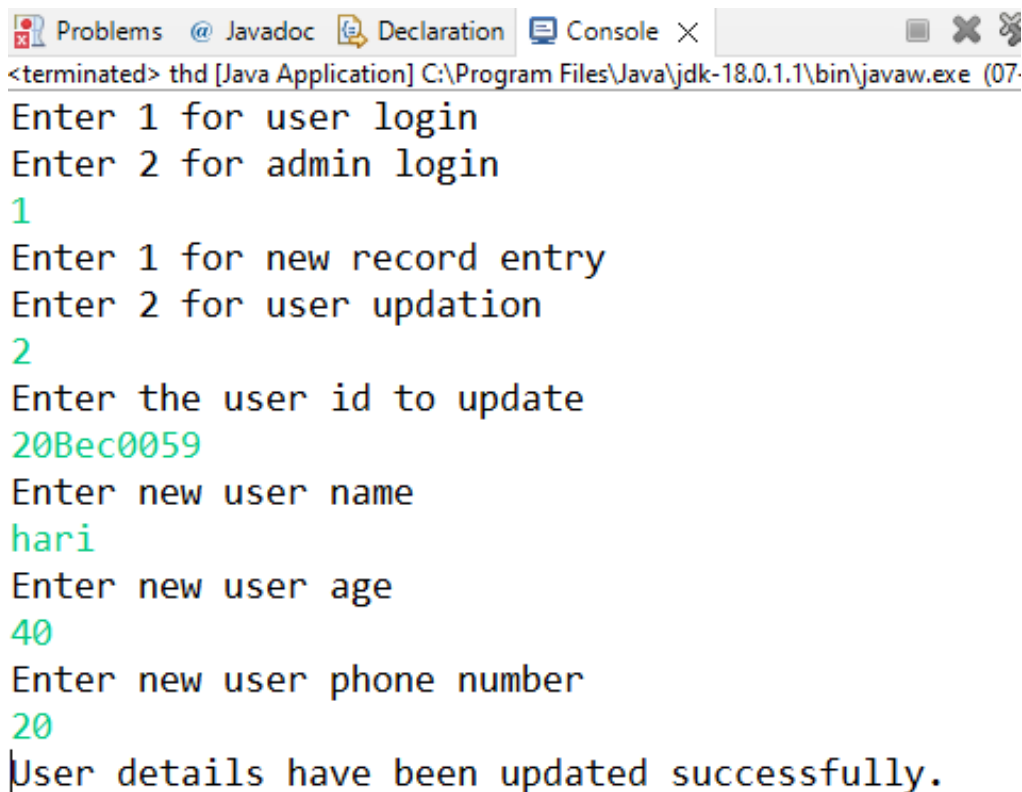 Problems @ Javadoc Declaration Console
<terminated> thd [Java Application] C:\Program Files\Java\jdk-18.0.1.1\bin\javaw.exe (07-
Enter 1 for user login
Enter 2 for admin login
1
Enter 1 for new record entry
Enter 2 for user updation
2
Enter the user id to update
20Bec0059
Enter new user name
hari
Enter new user age
40
Enter new user phone number
20
User details have been updated successfully.